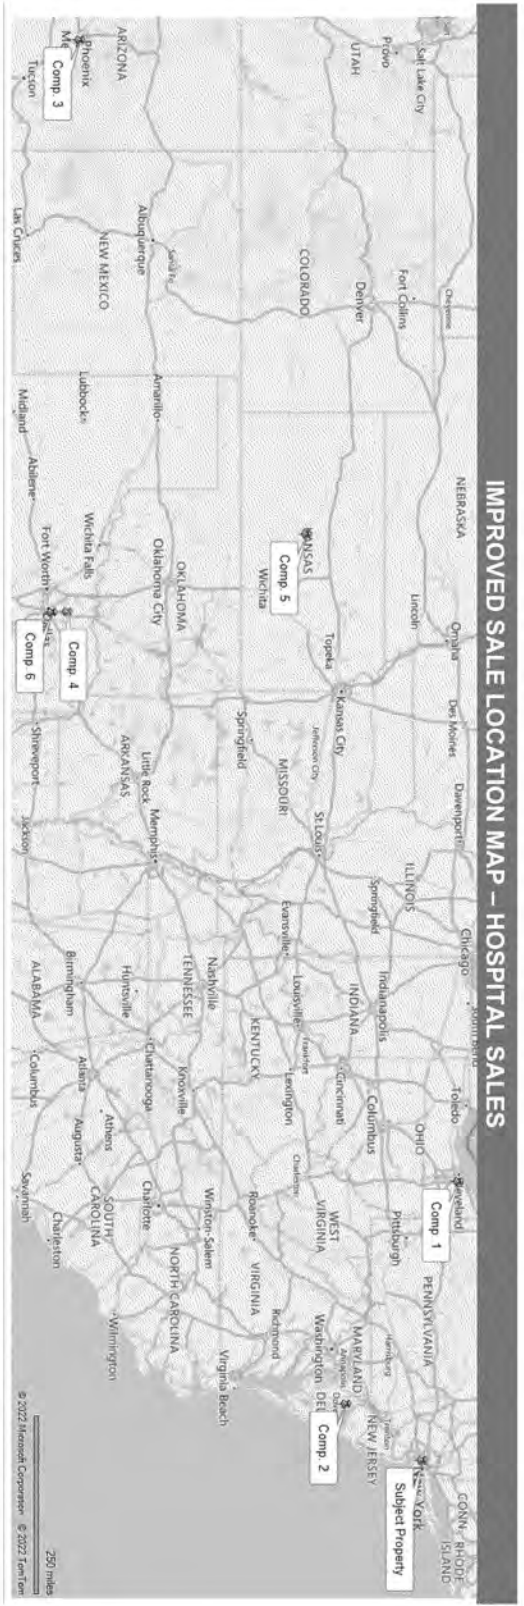 IMPROVED SALE LOCATION MAP – HOSPITAL SALES
Salt Lake City
Provo
UTAH
ARIZONA
Phoenix
Comp. 3
Tucson
Cheyenne
Fort Collins
Denver
COLORADO
Santa Fe
Albuquerque
NEW MEXICO
Las Cruces
NEBRASKA
Lincoln
Omaha
Topeka
Comp. 5
Wichita
Amarillo
Lubbock
Midland
Abilene
Wichita Falls
Fort Worth
Oklahoma City
OKLAHOMA
Comp. 4
Comp. 6
Des Moines
Davenport
Kansas City
Jefferson City
MISSOURI
Springfield
St Louis
ARKANSAS
Little Rock
Memphis
Shreveport
Jackson
ILLINOIS
Springfield
Chicago
Evansville
Indianapolis
INDIANA
Louisville
Frankfort
KENTUCKY
Lexington
Nashville
TENNESSEE
Knoxville
Chattanooga
Huntsville
Birmingham
ALABAMA
Columbus
Atlanta
Athens
Augusta
Savannah
Toledo
OHIO
Columbus
Cincinnati
Comp. 1
Pittsburgh
PENNSYLVANIA
Harrisburg
Charleston
WEST VIRGINIA
Roanoke
VIRGINIA
Richmond
Virginia Beach
Winston-Salem
Charlotte
NORTH CAROLINA
SOUTH CAROLINA
Charleston
Wilmington
MARYLAND
Washington
Annapolis
Comp. 2
Trenton
NEW JERSEY
New York
Subject Property
CONN.
RHODE ISLAND
250 miles
© 2022 Microsoft Corporation © 2022 TomTom